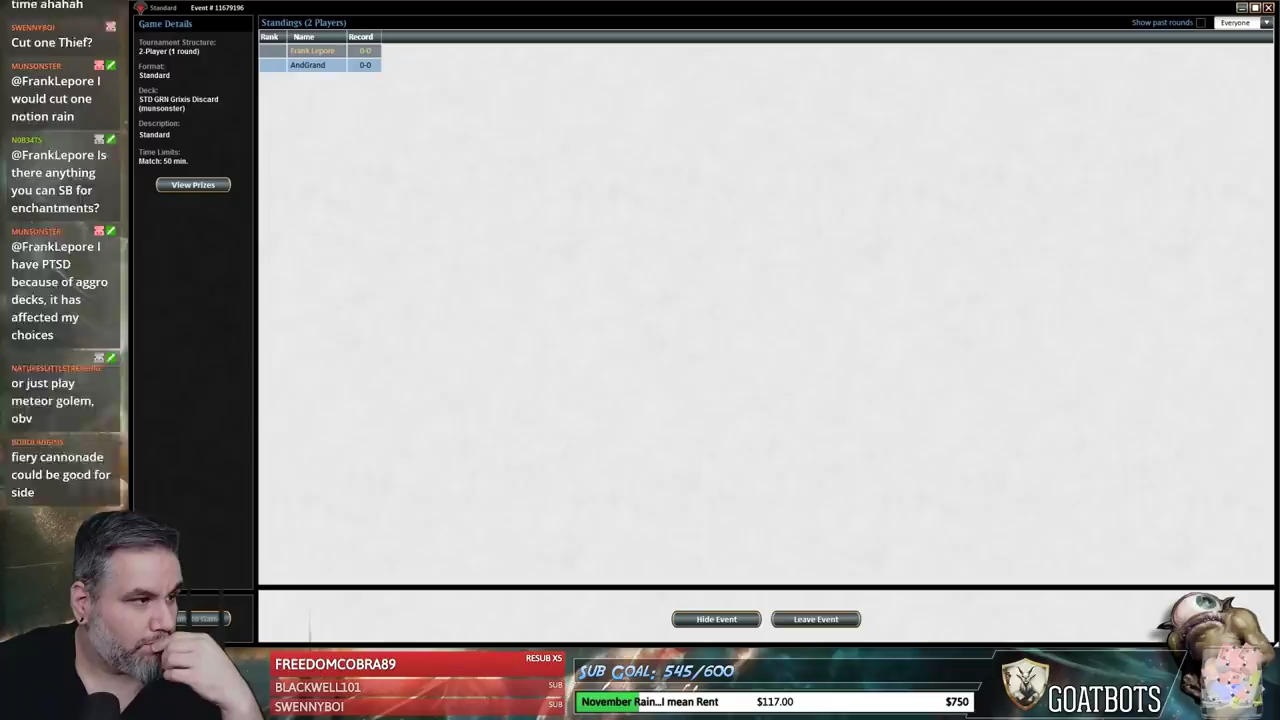 time ahahah
SWENNYBOI
Cut one Thief?
MUNSONSTER
@FrankLepore I
would cut one
notion rain
N0B34TS
@FrankLepore Is
there anything
you can SB for
enchantments?
MUNSONSTER
@FrankLepore I
have PTSD
because of aggro
decks, it has
affected my
choices
or just play
meteor golem,
obv
fiery cannonade
could be good for
side
Standard
Event # 11679196
Game Details
Tournament Structure:
2-Player (1 round)
Format:
Standard
Deck:
STD GRN Grixis Discard
(munsonster)
Description:
Standard
Time Limits:
Match: 50 min.
View Prizes
Standings (2 Players)
Show past rounds
Everyone
Rank Name Record
Frank Lepore 0-0
AndGrand 0-0
Hide Event
Leave Event
FREEDOMCOBRA89 RESUB X5
BLACKWELL101 SUB
SWENNYBOI SUB
SUB GOAL: 545/600
November Rain...I mean Rent $117.00 $750
GOATBOTS